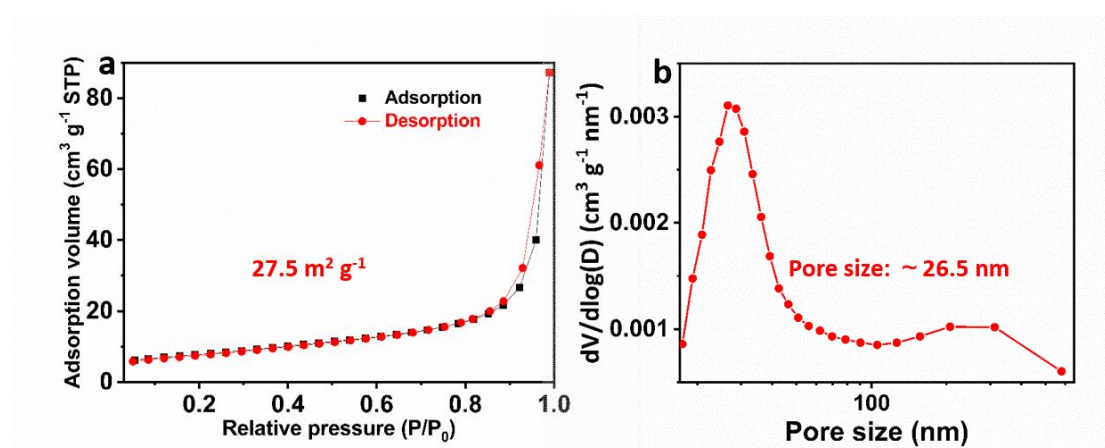 a
Adsorption volume (cm³ g⁻¹ STP)
80
60
40
20
0
Adsorption
Desorption
27.5 m² g⁻¹
0.2
0.4
0.6
0.8
1.0
Relative pressure (P/P₀)
b
dV/dlog(D) (cm³ g⁻¹ nm⁻¹)
0.003
0.002
0.001
Pore size: ~ 26.5 nm
100
Pore size (nm)